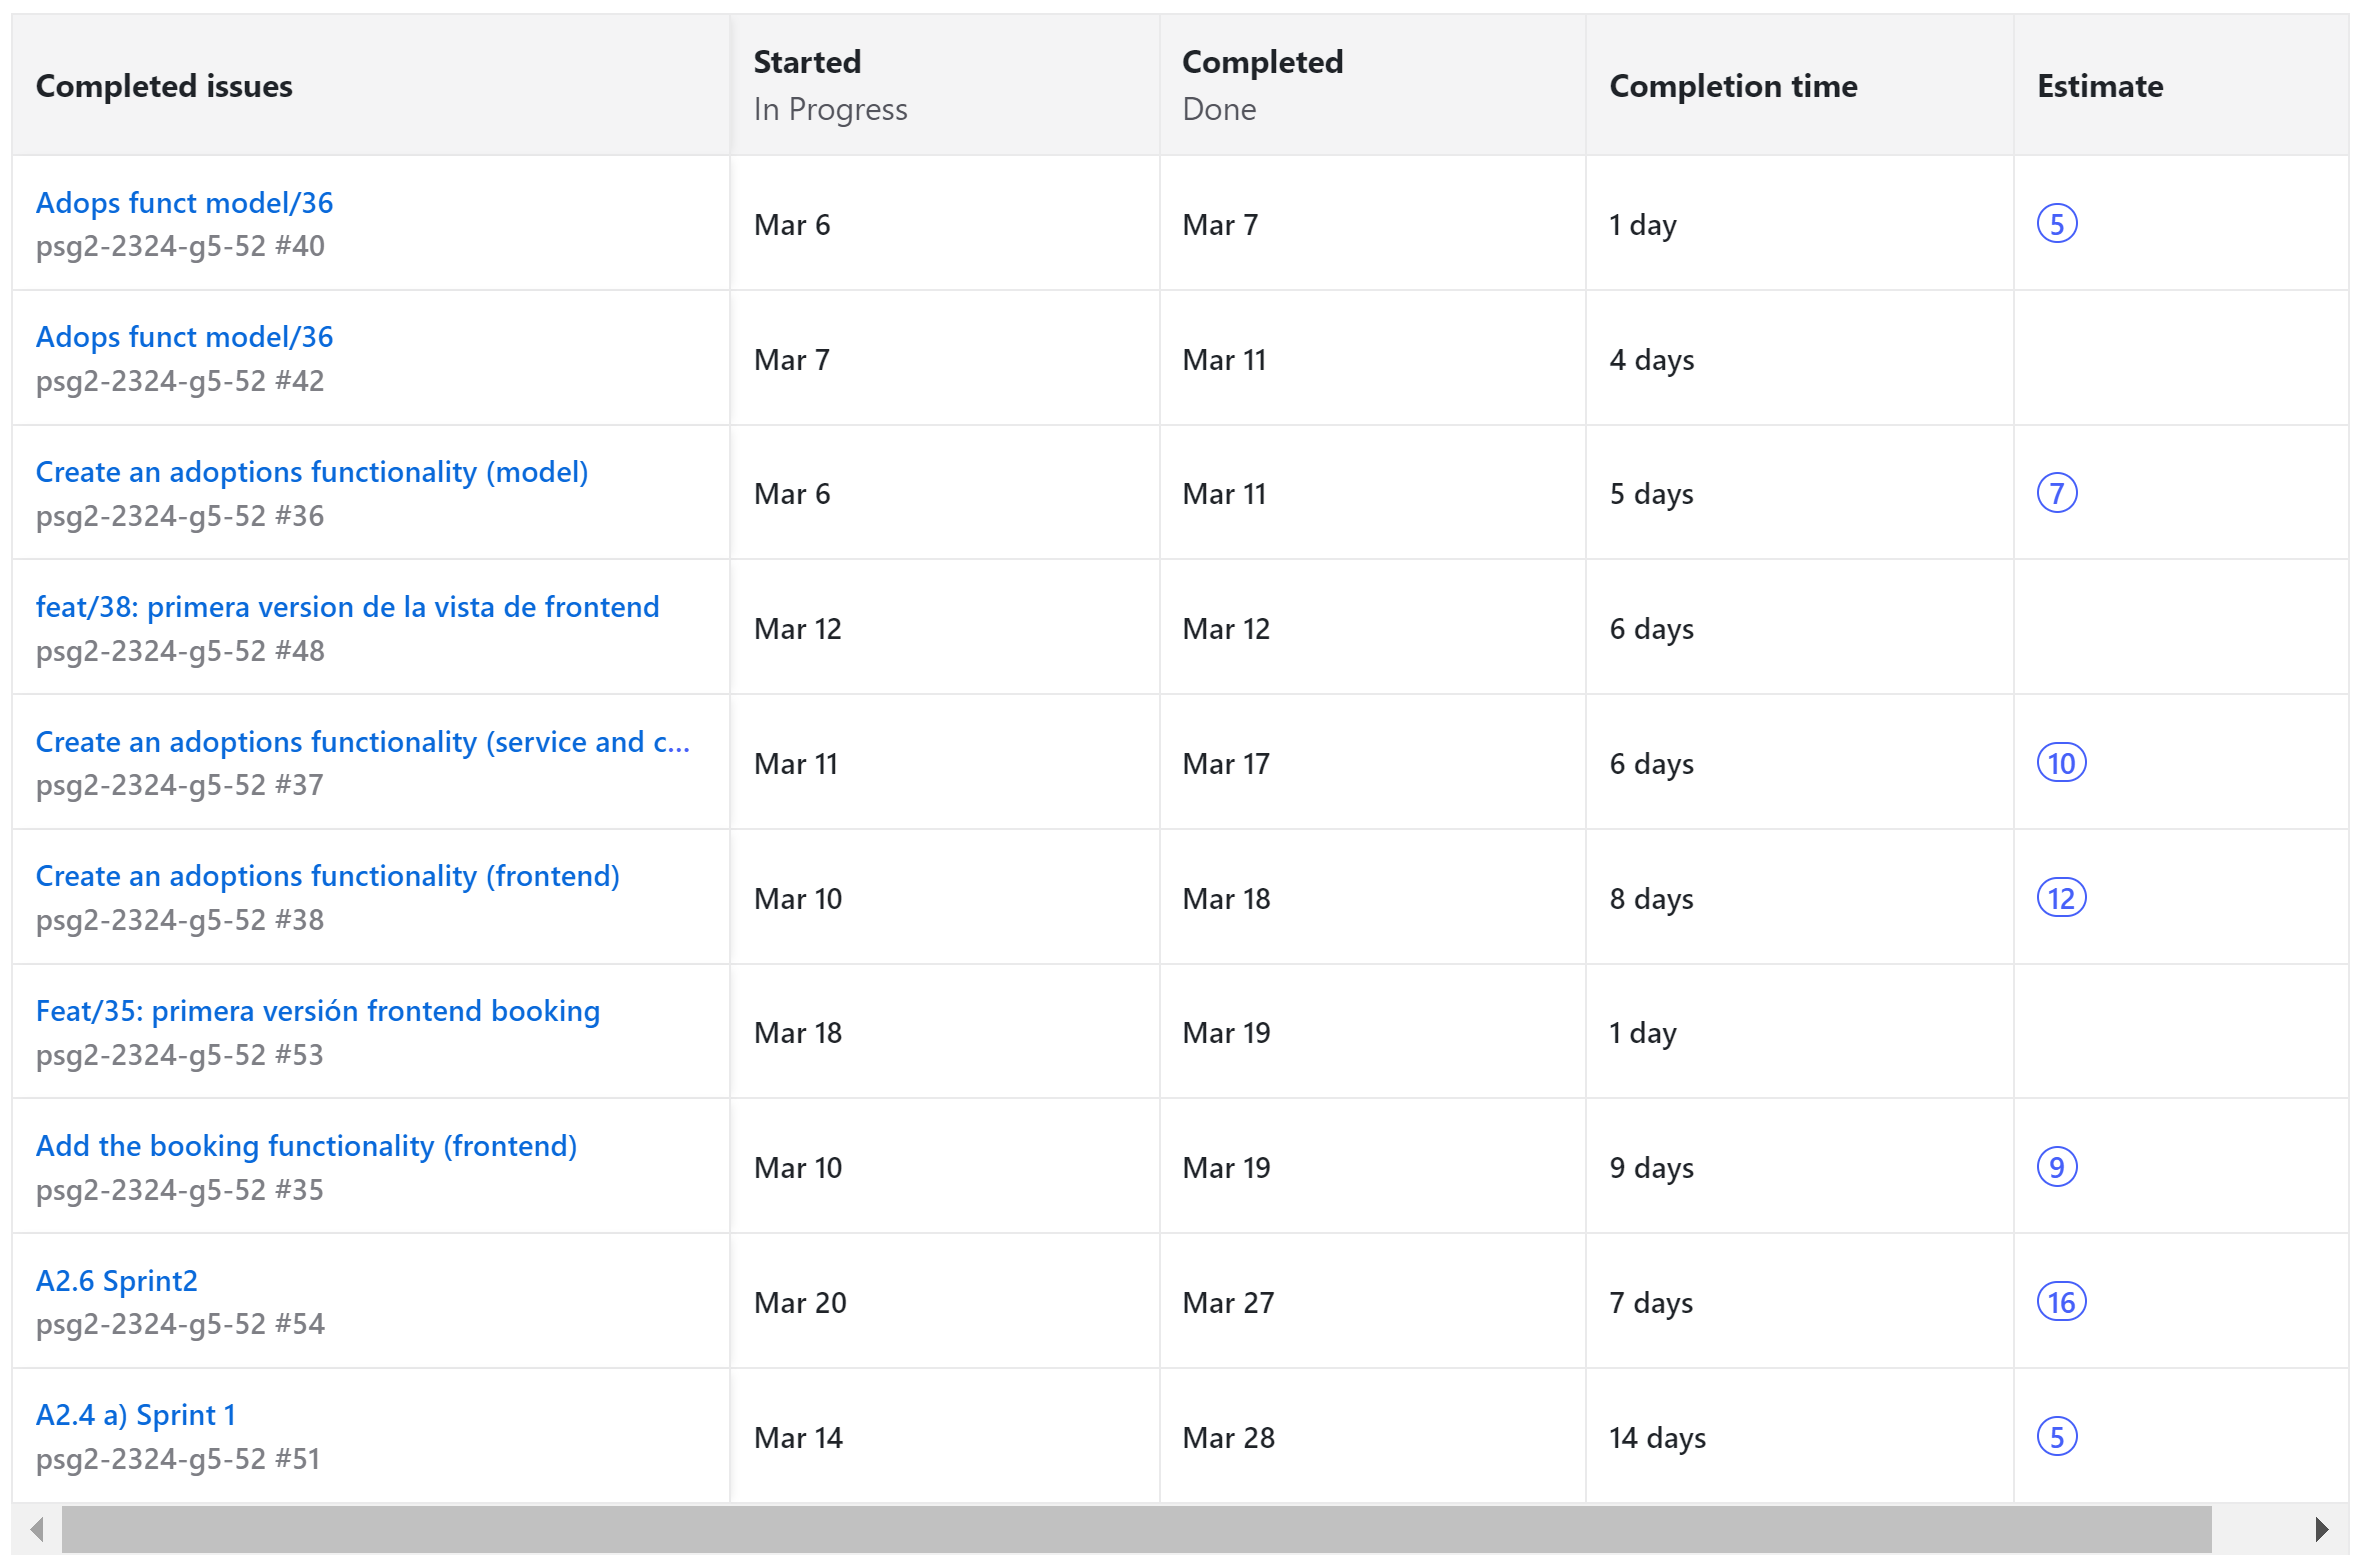 Completed issues
Started
In Progress
Completed
Done
Completion time
Estimate
Adops funct model/36
psg2-2324-g5-52 #40
Mar 6
Mar 7
1 day
5
Adops funct model/36
psg2-2324-g5-52 #42
Mar 7
Mar 11
4 days
Create an adoptions functionality (model)
psg2-2324-g5-52 #36
Mar 6
Mar 11
5 days
7
feat/38: primera version de la vista de frontend
psg2-2324-g5-52 #48
Mar 12
Mar 12
6 days
Create an adoptions functionality (service and c...
psg2-2324-g5-52 #37
Mar 11
Mar 17
6 days
10
Create an adoptions functionality (frontend)
psg2-2324-g5-52 #38
Mar 10
Mar 18
8 days
12
Feat/35: primera versión frontend booking
psg2-2324-g5-52 #53
Mar 18
Mar 19
1 day
Add the booking functionality (frontend)
psg2-2324-g5-52 #35
Mar 10
Mar 19
9 days
9
A2.6 Sprint2
psg2-2324-g5-52 #54
Mar 20
Mar 27
7 days
16
A2.4 a) Sprint 1
psg2-2324-g5-52 #51
Mar 14
Mar 28
14 days
5